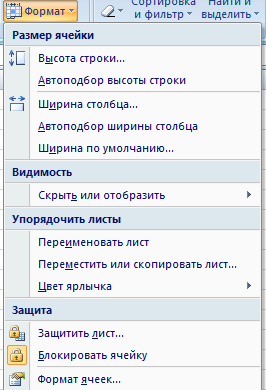 Формат
Сортировка
и фильтр
Найти и
выделить
Размер ячейки
Высота строки...
Автоподбор высоты строки
Ширина столбца...
Автоподбор ширины столбца
Ширина по умолчанию...
Видимость
Скрыть или отобразить
Упорядочить листы
Переименовать лист
Переместить или скопировать лист...
Цвет ярлычка
Защита
Защитить лист...
Блокировать ячейку
Формат ячеек...